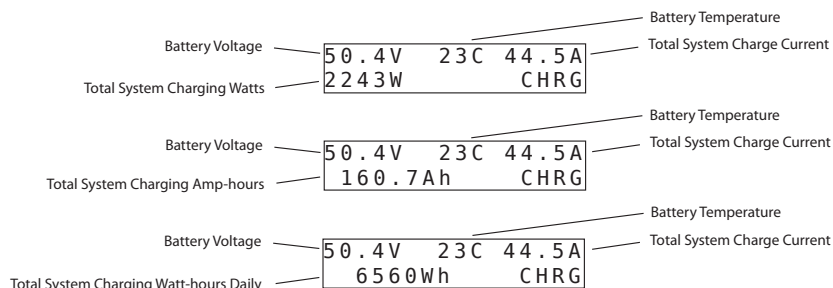 Battery Temperature
Battery Voltage
Total System Charge Current
50.4V 23C 44.5A
Total System Charging Watts
2243W CHRG
Battery Temperature
Battery Voltage
Total System Charge Current
50.4V 23C 44.5A
Total System Charging Amp-hours
160.7Ah CHRG
Battery Temperature
Battery Voltage
Total System Charge Current
50.4V 23C 44.5A
Total System Charging Watt-hours Daily
6560Wh CHRG